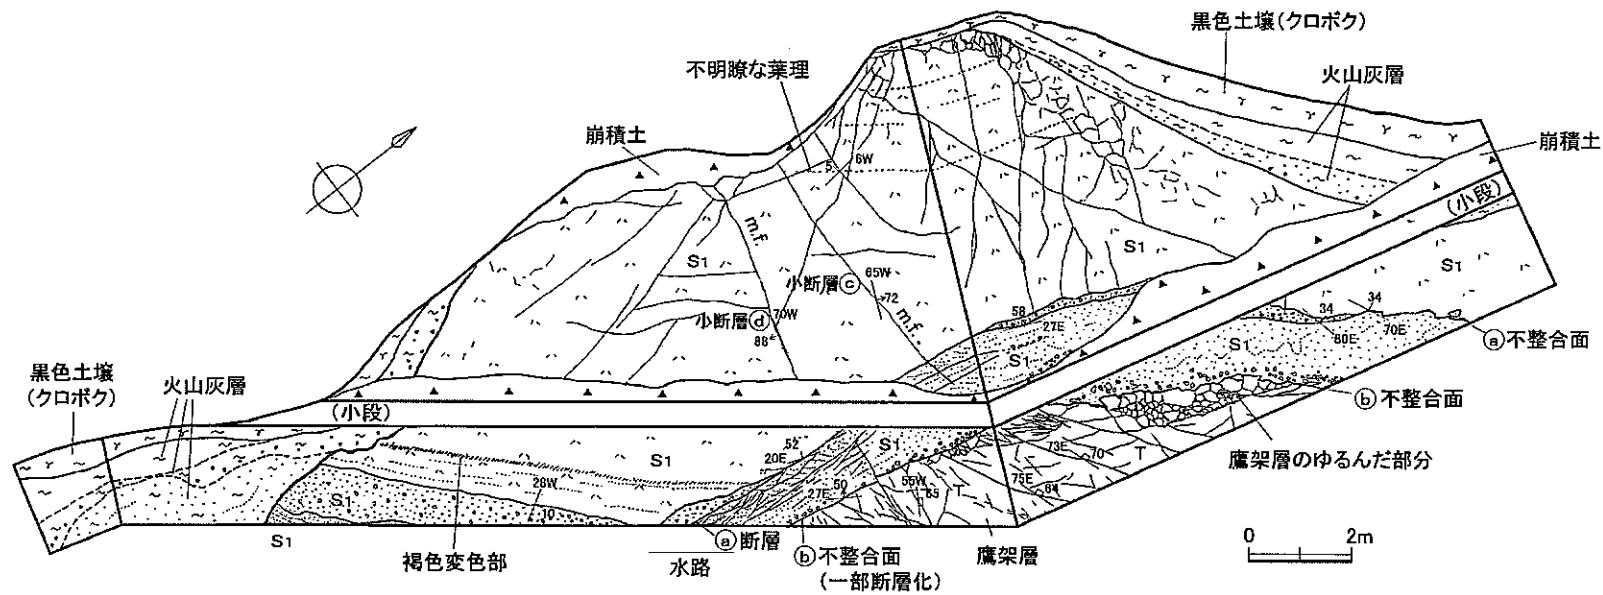 黒色土壌(クロボク)
火山灰層
不明瞭な葉理
崩積土
崩積土
(小段)
6W
5
m.f.
S1
S1
S1
小断層ⓒ
65W
72
m.f.
小断層ⓓ
70W
88
58
27E
S1
34
34
80E
70E
S1
ⓐ不整合面
ⓑ不整合面
黒色土壌
(クロボク)
火山灰層
(小段)
S1
52
20E
S1
28W
10
S1
50
27E
55W
65
T
73E
70
T
75E
64
鷹架層のゆるんだ部分
S1
褐色変色部
ⓐ断層
水路
ⓑ不整合面
(一部断層化)
鷹架層
0
2m